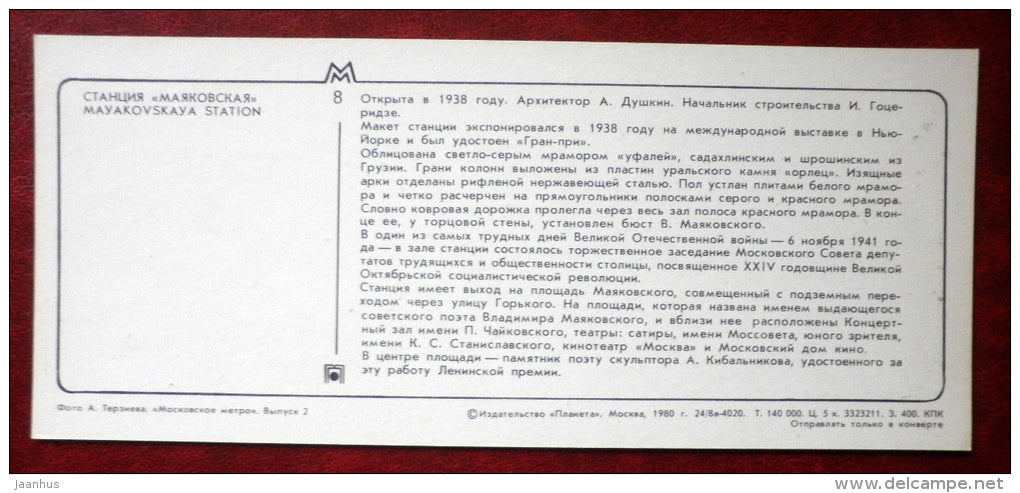 М
СТАНЦИЯ «МАЯКОВСКАЯ»
MAYAKOVSKAYA STATION
8
Открыта в 1938 году. Архитектор А. Душкин. Начальник строительства И. Гоце-
ридзе.
Макет станции экспонировался в 1938 году на международной выставке в Нью-
Йорке и был удостоен «Гран-при».
Облицована светло-серым мрамором «уфалей», садахлинским и шрошинским из
Грузии. Грани колонн выложены из пластин уральского камня «орлец». Изящные
арки отделаны рифленой нержавеющей сталью. Пол устлан плитами белого мрамо-
ра и четко расчерчен на прямоугольники полосками серого и красного мрамора.
Словно ковровая дорожка пролегла через весь зал полоса красного мрамора. В кон-
це ее, у торцовой стены, установлен бюст В. Маяковского.
В один из самых трудных дней Великой Отечественной войны — 6 ноября 1941 го-
да — в зале станции состоялось торжественное заседание Московского Совета депу-
татов трудящихся и общественности столицы, посвященное XXIV годовщине Великой
Октябрьской социалистической революции.
Станция имеет выход на площадь Маяковского, совмещенный с подземным пере-
ходом через улицу Горького. На площади, которая названа именем выдающегося
советского поэта Владимира Маяковского, и вблизи нее расположены Концерт-
ный зал имени П. Чайковского, театры: сатиры, имени Моссовета, юного зрителя,
имени К. С. Станиславского, кинотеатр «Москва» и Московский дом кино.
В центре площади — памятник поэту скульптора А. Кибальникова, удостоенного за
эту работу Ленинской премии.
Фото А. Терзиева. «Московское метро». Выпуск 2
©Издательство «Планета». Москва, 1980 г. 24/8а-4020. Т. 140 000. Ц. 5 к. 3323211. З. 400. КПК
Отправлять только в конверте
Jaanhus
delcampe.net